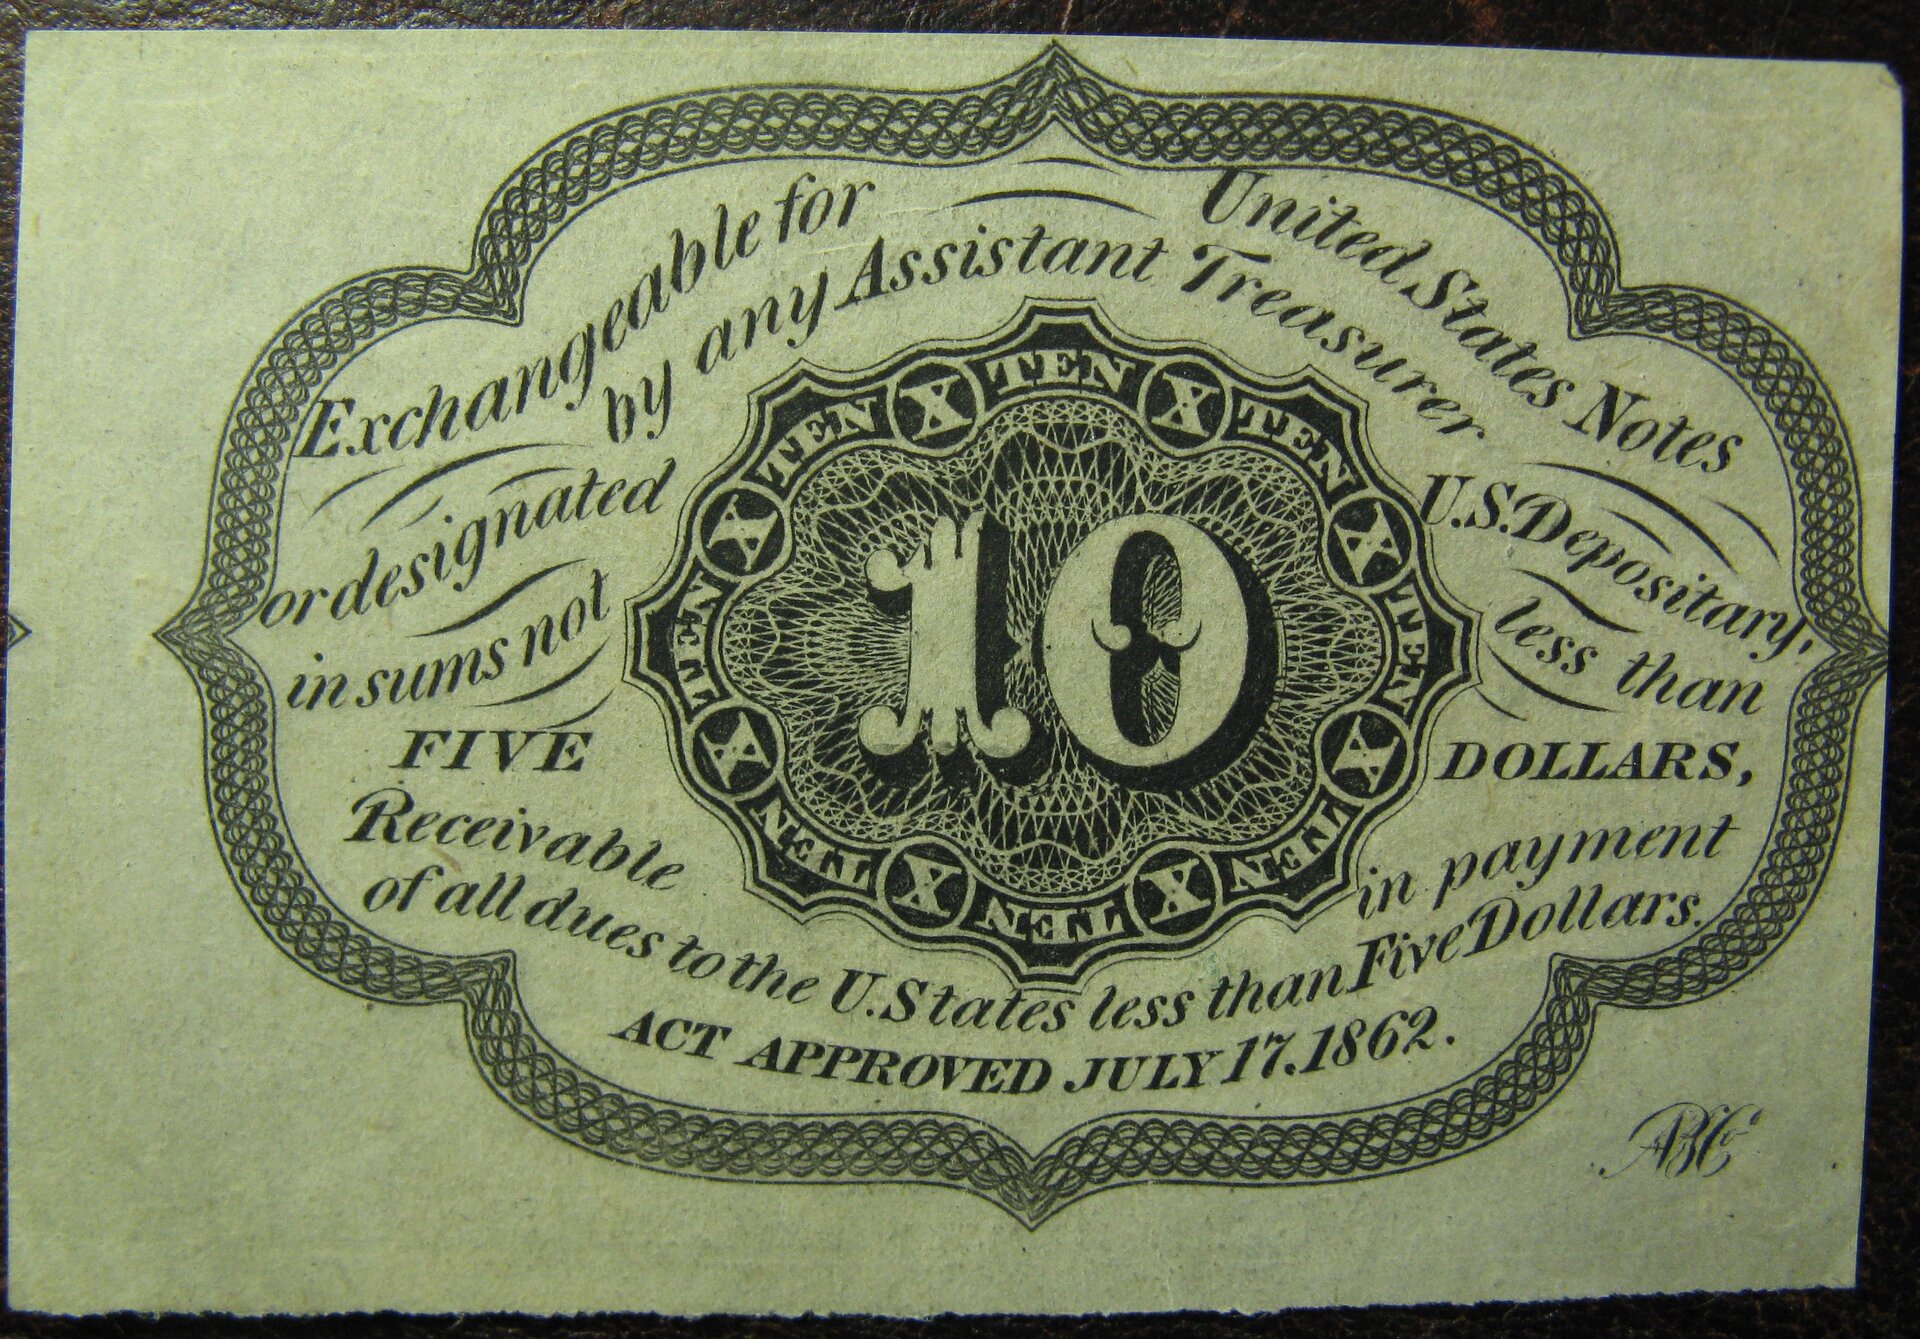 Exchangeable for United States Notes
by any Assistant Treasurer
or designated U.S. Depositary,
in sums not less than
FIVE DOLLARS,
Receivable in payment
of all dues to the U. States less than Five Dollars.
ACT APPROVED JULY 17. 1862.
TEN X TEN X TEN X TEN X TEN X TEN X TEN X TEN X
10
ABCo